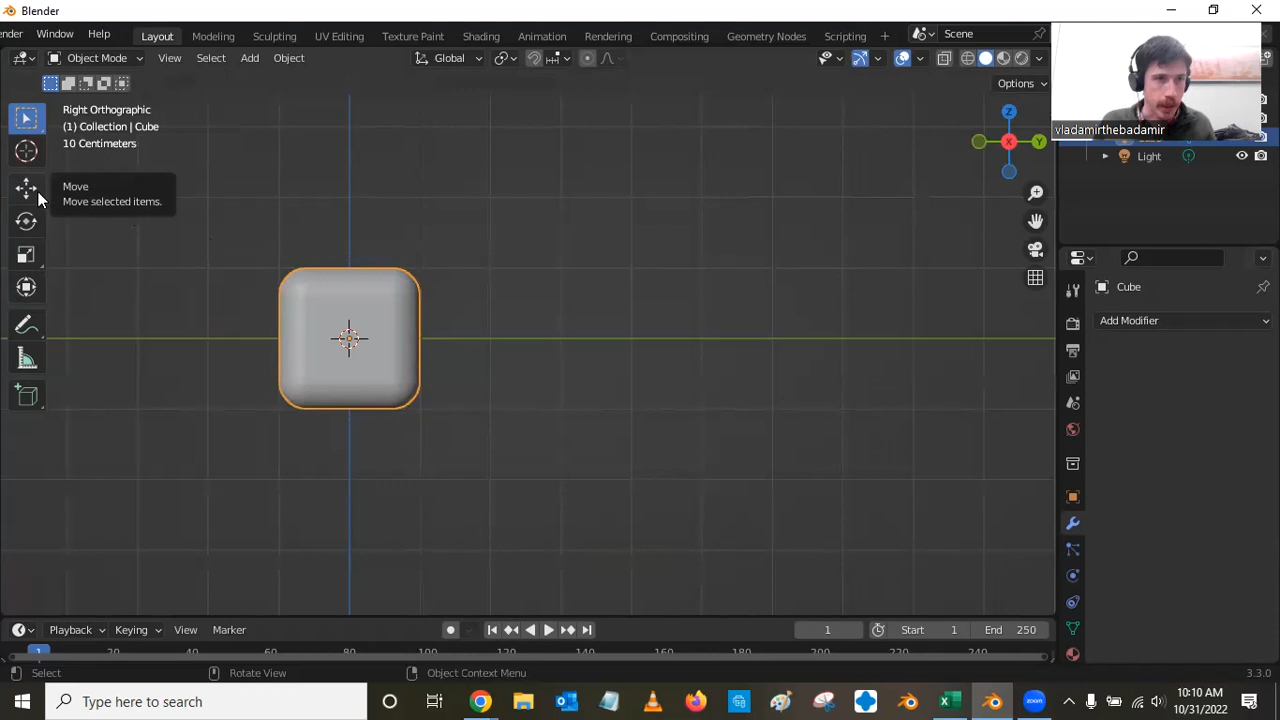 Blender
ender Window Help Layout Modeling Sculpting UV Editing Texture Paint Shading Animation Rendering Compositing Geometry Nodes Scripting + Scene
Object Mode View Select Add Object Global
Options
Right Orthographic
(1) Collection | Cube
10 Centimeters
Z
X
Y
vladamirthebadamir
Light
Move
Move selected items.
Cube
Add Modifier
Playback Keying View Marker 1 Start 1 End 250
1 20 40 60 80 100 120 140 160 180 200 220 240
Select Rotate View Object Context Menu 3.3.0
Type here to search
10:10 AM
10/31/2022